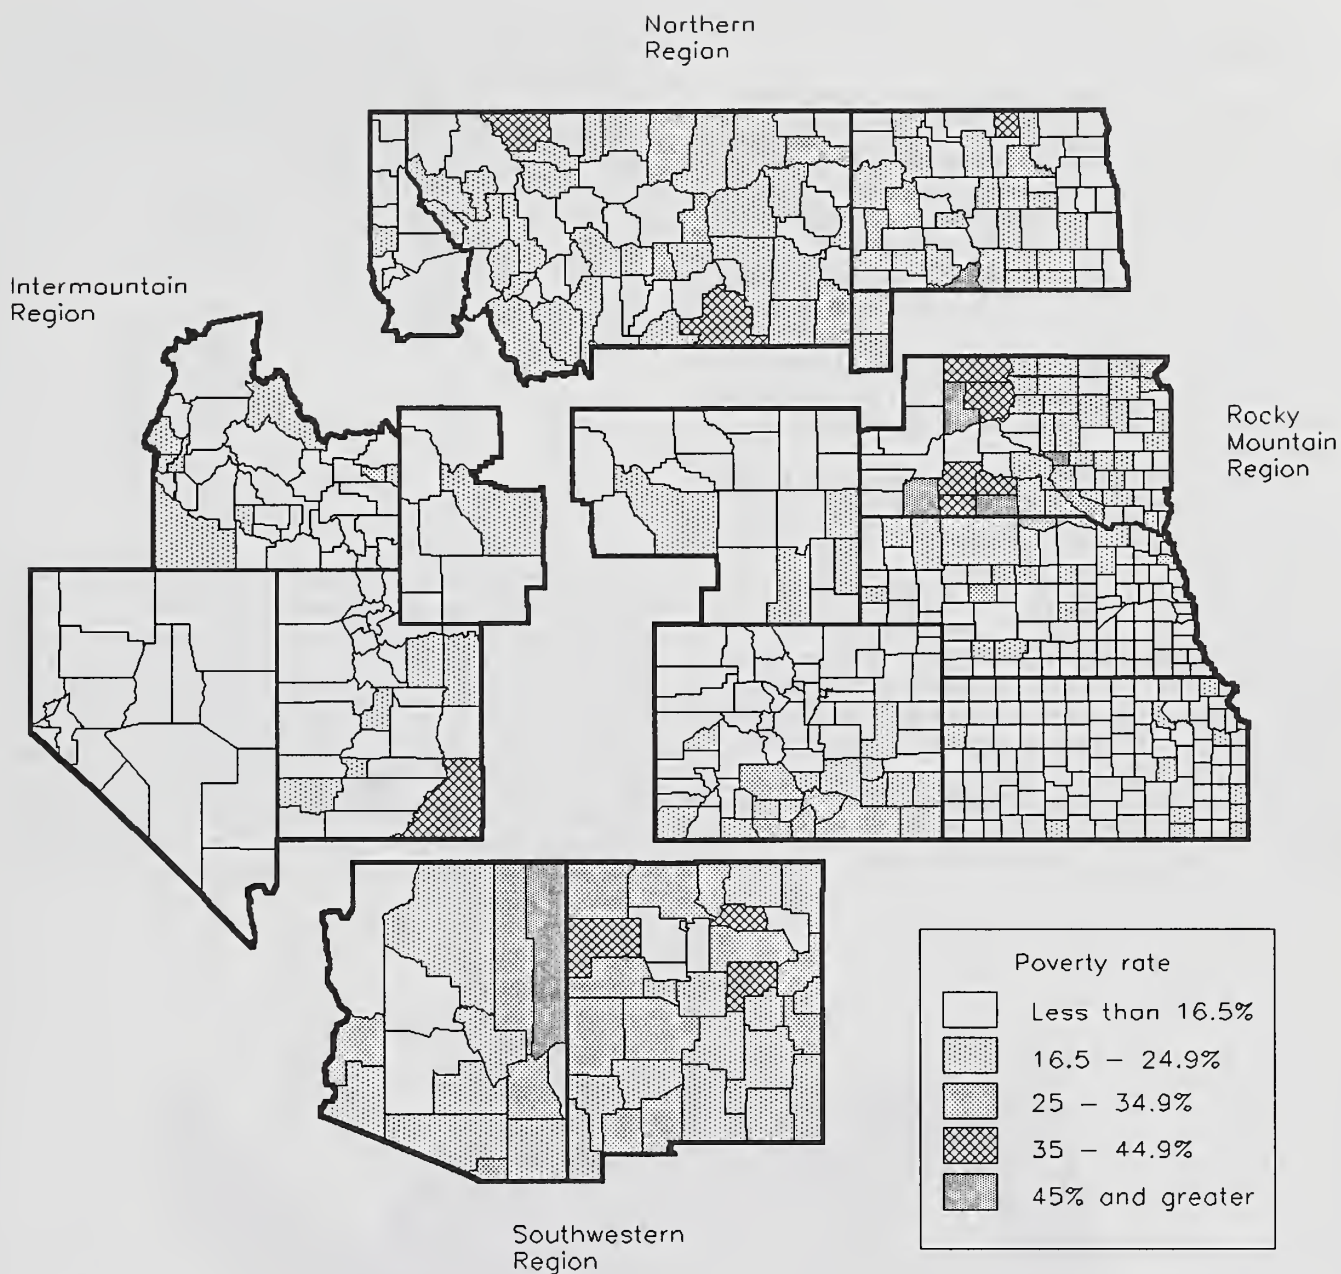 Northern
Region
Intermountain
Region
Rocky
Mountain
Region
Poverty rate
Less than 16.5%
16.5 – 24.9%
25 – 34.9%
35 – 44.9%
45% and greater
Southwestern
Region